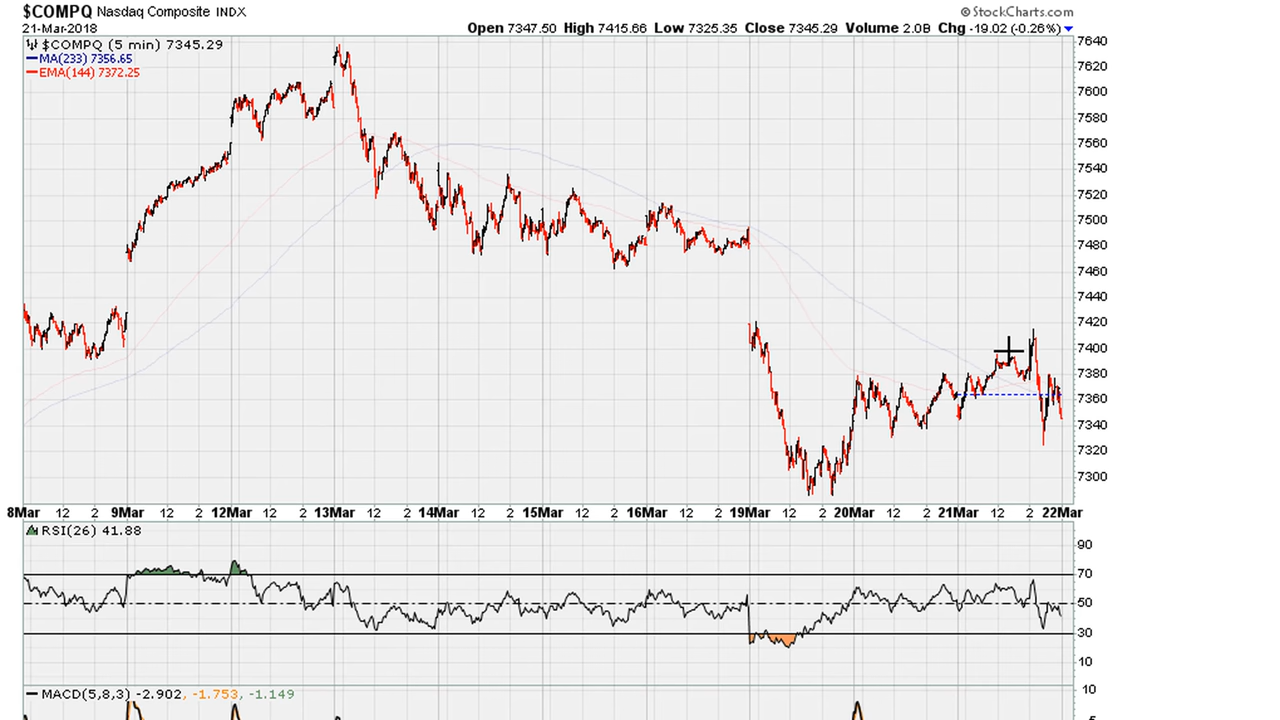 $COMPQ Nasdaq Composite INDX
© StockCharts.com
21-Mar-2018
Open 7347.50 High 7415.66 Low 7325.35 Close 7345.29 Volume 2.0B Chg -19.02 (-0.26%)
$COMPQ (5 min) 7345.29
MA(233) 7356.65
EMA(144) 7372.25
7640
7620
7600
7580
7560
7540
7520
7500
7480
7460
7440
7420
7400
7380
7360
7340
7320
7300
8Mar 12 2 9Mar 12 2 12Mar 12 2 13Mar 12 2 14Mar 12 2 15Mar 12 2 16Mar 12 2 19Mar 12 2 20Mar 12 2 21Mar 12 2 22Mar
RSI(26) 41.88
90
70
50
30
10
MACD(5,8,3) -2.902, -1.753, -1.149
10